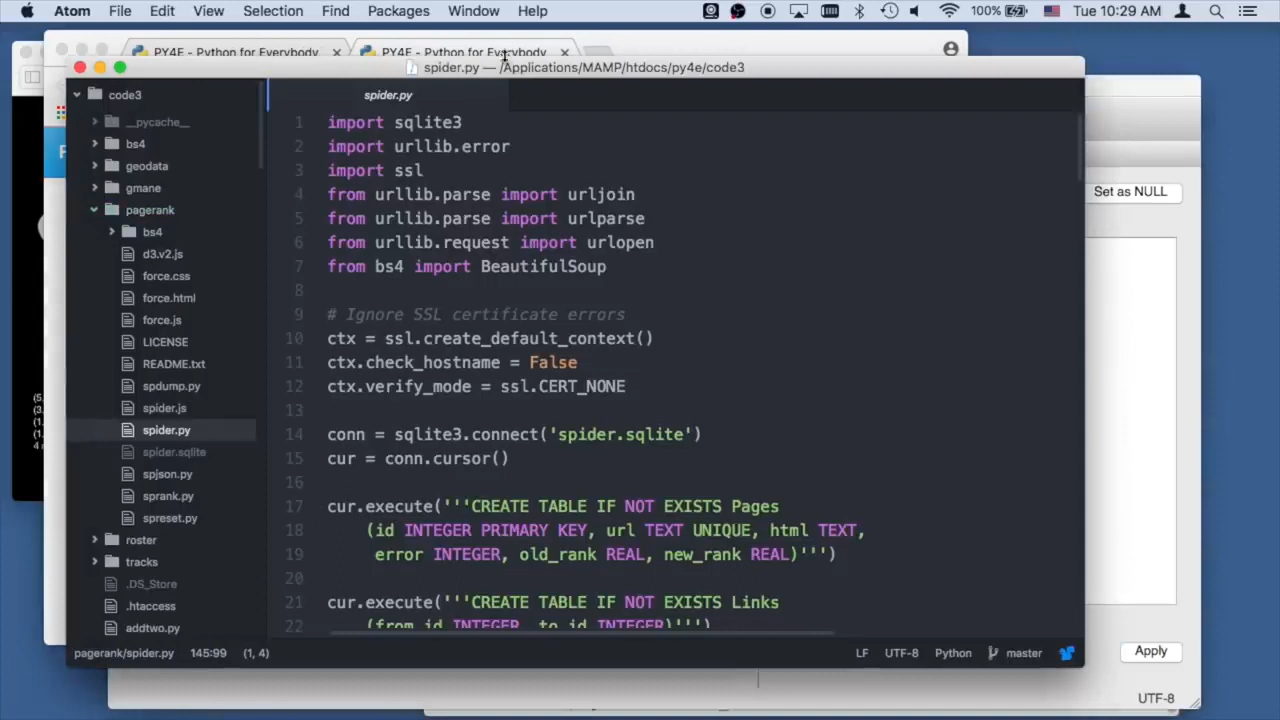 Atom File Edit View Selection Find Packages Window Help 100% Tue 10:29 AM
PY4E - Python for Everybody × PY4E - Python for Everybody ×
spider.py — /Applications/MAMP/htdocs/py4e/code3
code3
__pycache__
bs4
geodata
gmane
pagerank
bs4
d3.v2.js
force.css
force.html
force.js
LICENSE
README.txt
spdump.py
spider.js
spider.py
spider.sqlite
spjson.py
sprank.py
spreset.py
roster
tracks
.DS_Store
.htaccess
addtwo.py
spider.py
1 import sqlite3
2 import urllib.error
3 import ssl
4 from urllib.parse import urljoin
5 from urllib.parse import urlparse
6 from urllib.request import urlopen
7 from bs4 import BeautifulSoup
8
9 # Ignore SSL certificate errors
10 ctx = ssl.create_default_context()
11 ctx.check_hostname = False
12 ctx.verify_mode = ssl.CERT_NONE
13
14 conn = sqlite3.connect('spider.sqlite')
15 cur = conn.cursor()
16
17 cur.execute('''CREATE TABLE IF NOT EXISTS Pages
18 (id INTEGER PRIMARY KEY, url TEXT UNIQUE, html TEXT,
19 error INTEGER, old_rank REAL, new_rank REAL)''')
20
21 cur.execute('''CREATE TABLE IF NOT EXISTS Links
22 (from_id INTEGER, to_id INTEGER)''')
pagerank/spider.py 145:99 (1, 4) LF UTF-8 Python master
Set as NULL
Apply
UTF-8